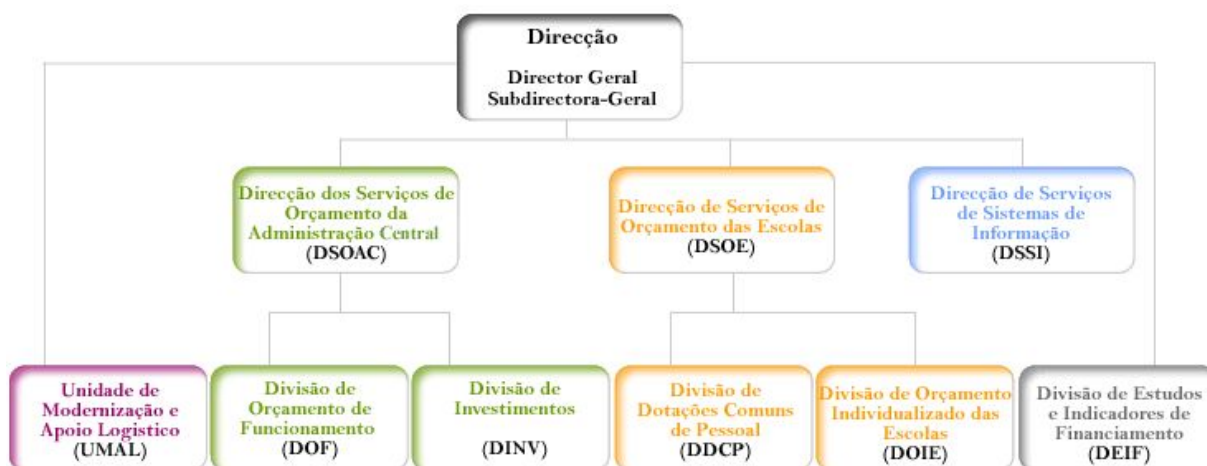 Direcção
Director Geral
Subdirectora-Geral
Direcção dos Serviços de
Orçamento da
Administração Central
(DSOAC)
Direcção de Serviços de
Orçamento das Escolas
(DSOE)
Direcção de Serviços
de Sistemas de
Informação
(DSSI)
Unidade de
Modernização e
Apoio Logistico
(UMAL)
Divisão de
Orçamento de
Funcionamento
(DOF)
Divisão de
Investimentos
(DINV)
Divisão de
Dotações Comuns
de Pessoal
(DDCP)
Divisão de Orçamento
Individualizado das
Escolas
(DOIE)
Divisão de Estudos
e Indicadores de
Financiamento
(DEIF)